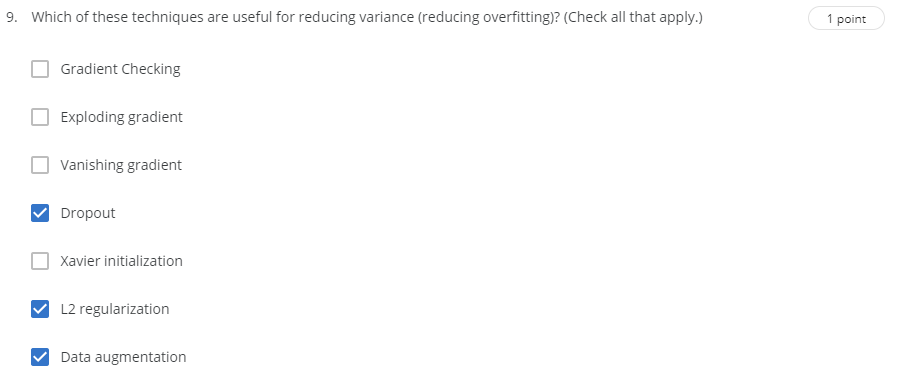 9. Which of these techniques are useful for reducing variance (reducing overfitting)? (Check all that apply.)
1 point
Gradient Checking
Exploding gradient
Vanishing gradient
Dropout
Xavier initialization
L2 regularization
Data augmentation